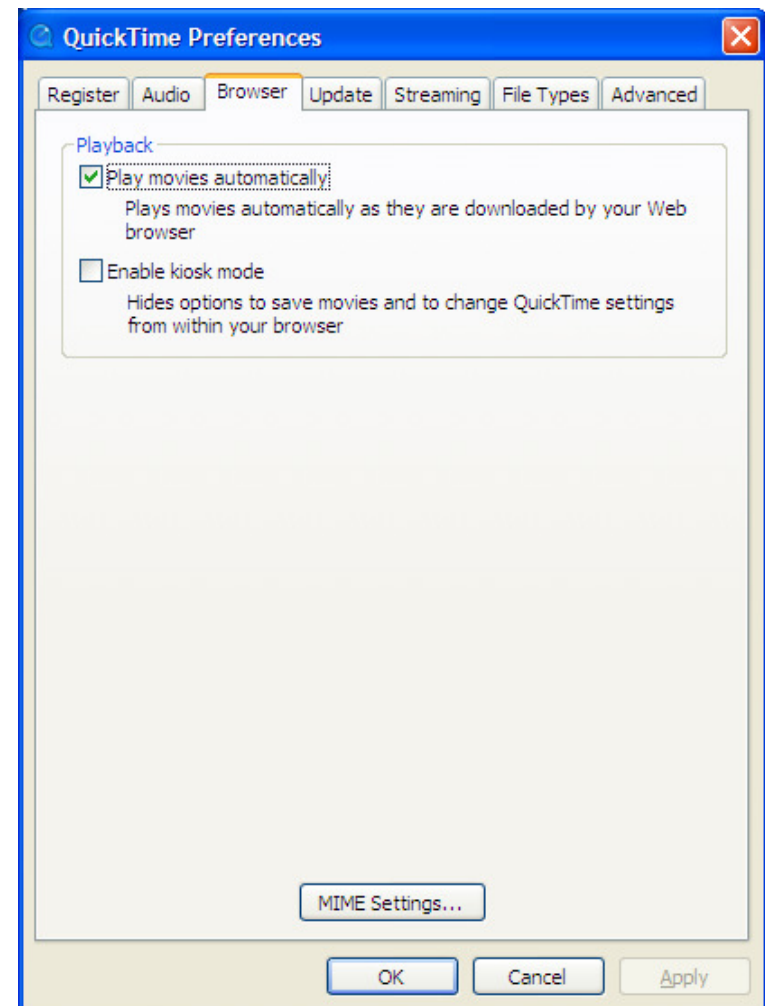 QuickTime Preferences
Register Audio Browser Update Streaming File Types Advanced
Playback
Play movies automatically
Plays movies automatically as they are downloaded by your Web
browser
Enable kiosk mode
Hides options to save movies and to change QuickTime settings
from within your browser
MIME Settings...
OK Cancel Apply